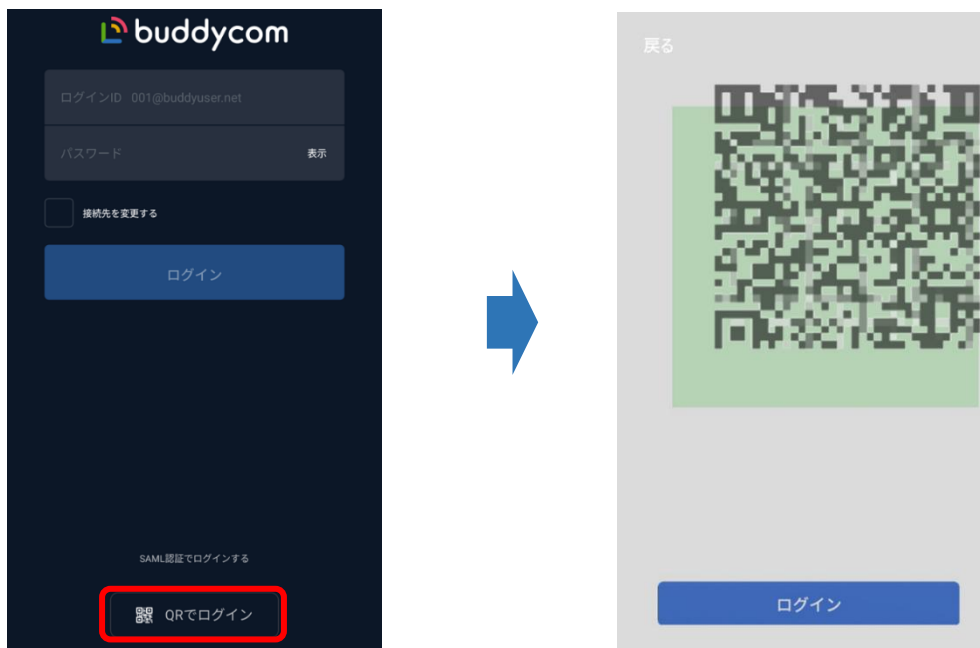 buddycom
ログインID 001@buddyuser.net
パスワード 表示
接続先を変更する
ログイン
SAML認証でログインする
QRでログイン
戻る
ログイン